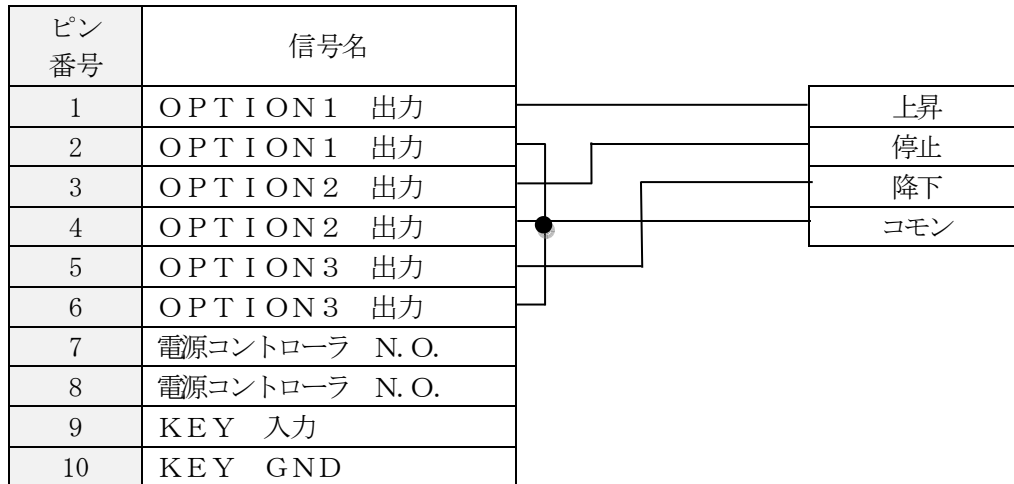 ピン
番号
信号名
1 ＯＰＴＩＯＮ１　出力
2 ＯＰＴＩＯＮ１　出力
3 ＯＰＴＩＯＮ２　出力
4 ＯＰＴＩＯＮ２　出力
5 ＯＰＴＩＯＮ３　出力
6 ＯＰＴＩＯＮ３　出力
7 電源コントローラ　N.O.
8 電源コントローラ　N.O.
9 ＫＥＹ　入力
10 ＫＥＹ　ＧＮＤ
上昇
停止
降下
コモン